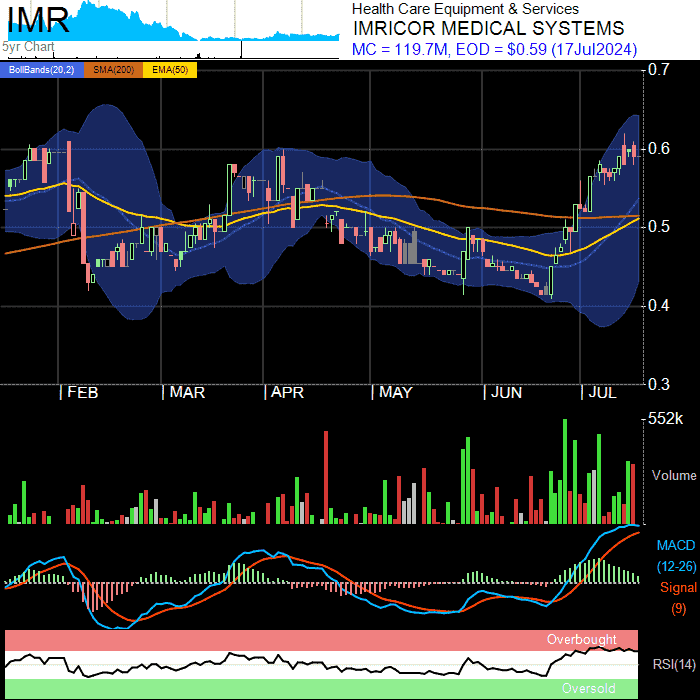 IMR
5yr Chart
Health Care Equipment & Services
IMRICOR MEDICAL SYSTEMS
MC = 119.7M, EOD = $0.59 (17Jul2024)
BollBands(20,2) SMA(200) EMA(50)
0.7
0.6
0.5
0.4
0.3
FEB MAR APR MAY JUN JUL
552k
Volume
MACD
(12-26)
Signal
(9)
Overbought
RSI(14)
Oversold